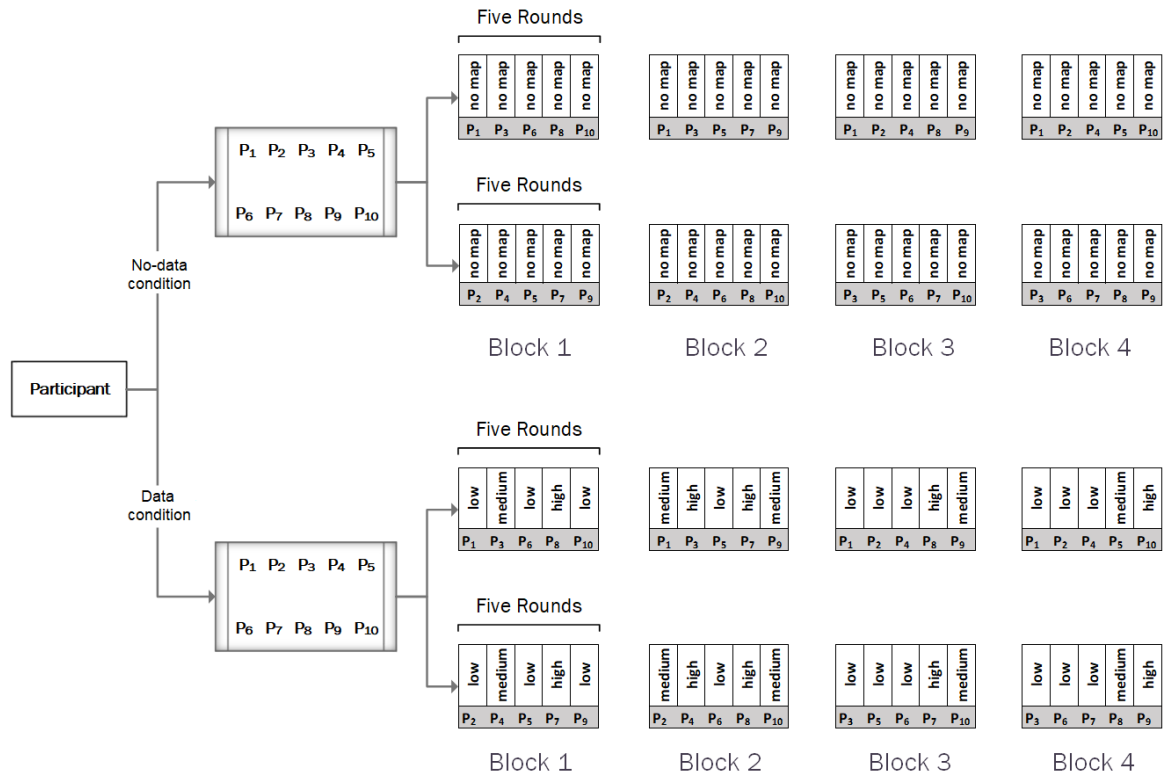 Five Rounds
no map no map no map no map no map
no map no map no map no map no map
no map no map no map no map no map
no map no map no map no map no map
P1 P3 P6 P8 P10
P1 P3 P5 P7 P9
P1 P2 P4 P8 P9
P1 P2 P4 P5 P10
P1 P2 P3 P4 P5
P6 P7 P8 P9 P10
Five Rounds
no map no map no map no map no map
no map no map no map no map no map
no map no map no map no map no map
no map no map no map no map no map
P2 P4 P5 P7 P9
P2 P4 P6 P8 P10
P3 P5 P6 P7 P10
P3 P6 P7 P8 P9
No-data
condition
Block 1
Block 2
Block 3
Block 4
Participant
Five Rounds
low medium low high low
medium high low high medium
low low low high medium
low low low medium high
P1 P3 P6 P8 P10
P1 P3 P5 P7 P9
P1 P2 P4 P8 P9
P1 P2 P4 P5 P10
Data
condition
P1 P2 P3 P4 P5
P6 P7 P8 P9 P10
Five Rounds
low medium low high low
medium high low high medium
low low low high medium
low low low medium high
P2 P4 P5 P7 P9
P2 P4 P6 P8 P10
P3 P5 P6 P7 P10
P3 P6 P7 P8 P9
Block 1
Block 2
Block 3
Block 4